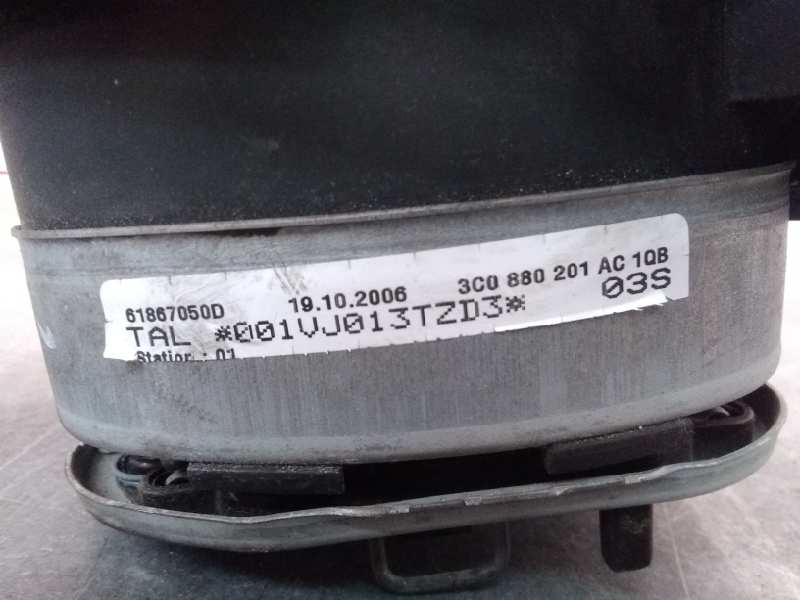 61867050D 19.10.2006 3C0 880 201 AC 1QB
TAL *001VJ013TZD3* 03S
Station : 01